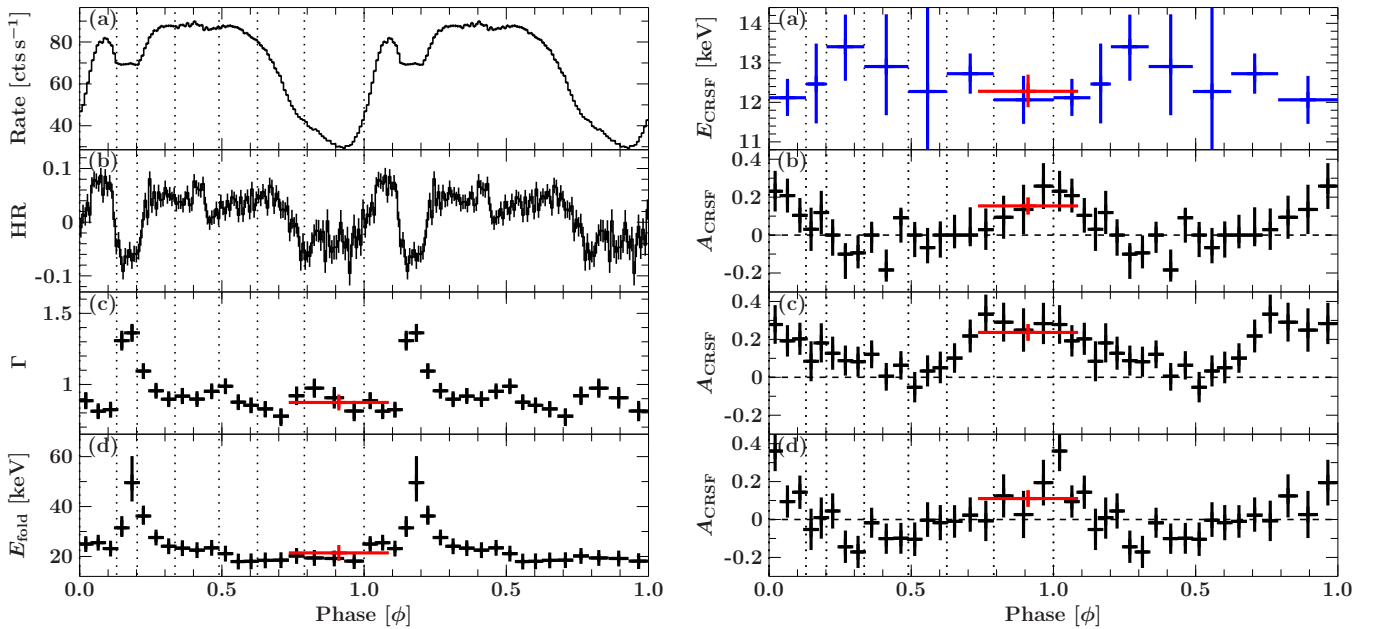 (a)
Rate [cts s⁻¹]
80
60
40
(b)
HR
0.1
0
-0.1
(c)
Γ
1.5
1
(d)
E_fold [keV]
60
40
20
0.0 0.5 1.0 0.5 1.0
Phase [ϕ]
(a)
E_CRSF [keV]
14
13
12
11
(b)
A_CRSF
0.4
0.2
0
-0.2
(c)
A_CRSF
0.4
0.2
0
-0.2
(d)
A_CRSF
0.4
0.2
0
-0.2
0.0 0.5 1.0 0.5 1.0
Phase [ϕ]